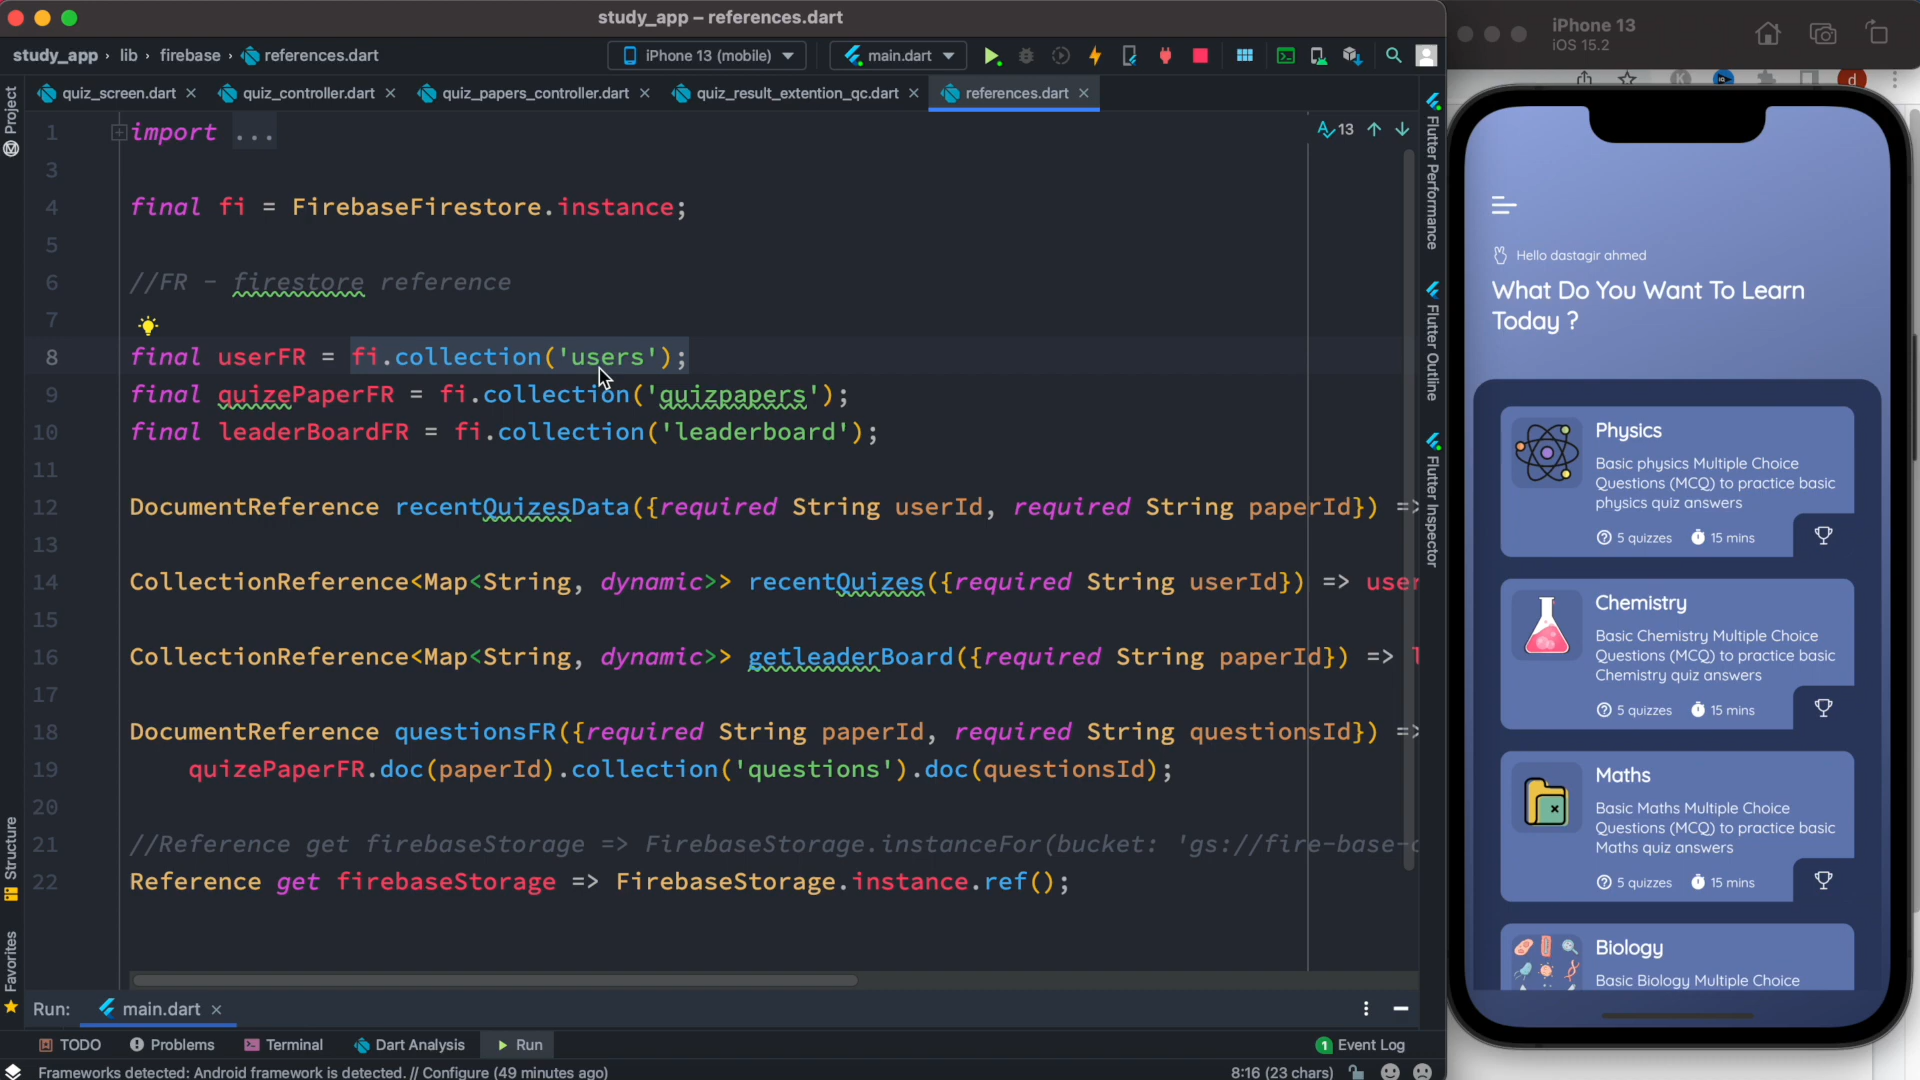 study_app – references.dart
study_app › lib › firebase › references.dart
iPhone 13 (mobile)
main.dart
quiz_screen.dart
quiz_controller.dart
quiz_papers_controller.dart
quiz_result_extention_qc.dart
references.dart
Project
Structure
Favorites
1 import ...
13
3
4 final fi = FirebaseFirestore.instance;
5
6 //FR - firestore reference
7
8 final userFR = fi.collection('users');
9 final quizePaperFR = fi.collection('quizpapers');
10 final leaderBoardFR = fi.collection('leaderboard');
11
12 DocumentReference recentQuizesData({required String userId, required String paperId}) =>
13
14 CollectionReference<Map<String, dynamic>> recentQuizes({required String userId}) => user
15
16 CollectionReference<Map<String, dynamic>> getleaderBoard({required String paperId}) => l
17
18 DocumentReference questionsFR({required String paperId, required String questionsId}) =>
19 quizePaperFR.doc(paperId).collection('questions').doc(questionsId);
20
21 //Reference get firebaseStorage => FirebaseStorage.instanceFor(bucket: 'gs://fire-base-c
22 Reference get firebaseStorage => FirebaseStorage.instance.ref();
Flutter Performance
Flutter Outline
Flutter Inspector
Run: main.dart
TODO
Problems
Terminal
Dart Analysis
Run
1 Event Log
Frameworks detected: Android framework is detected. // Configure (49 minutes ago)
8:16 (23 chars)
iPhone 13
iOS 15.2
K
d
Hello dastagir ahmed
What Do You Want To Learn
Today ?
Physics
Basic physics Multiple Choice
Questions (MCQ) to practice basic
physics quiz answers
5 quizzes 15 mins
Chemistry
Basic Chemistry Multiple Choice
Questions (MCQ) to practice basic
Chemistry quiz answers
5 quizzes 15 mins
Maths
Basic Maths Multiple Choice
Questions (MCQ) to practice basic
Maths quiz answers
5 quizzes 15 mins
Biology
Basic Biology Multiple Choice